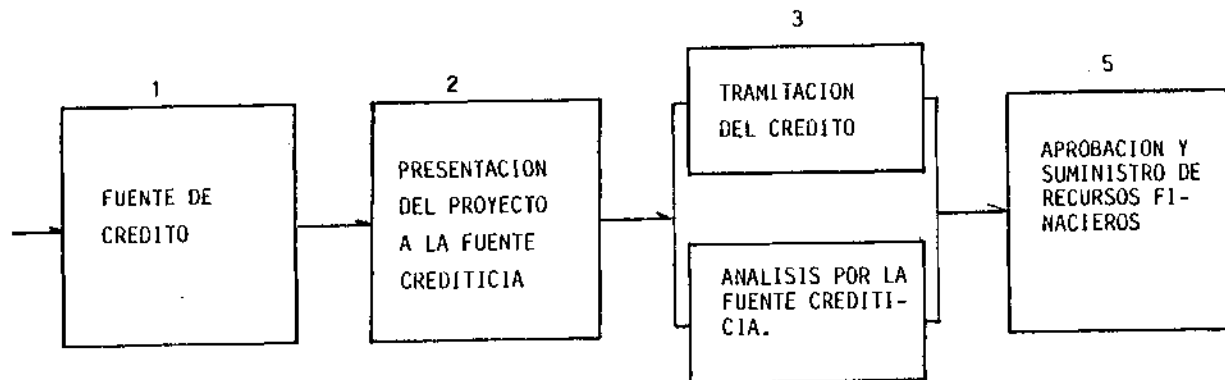 1
FUENTE DE
CREDITO
2
PRESENTACION
DEL PROYECTO
A LA FUENTE
CREDITICIA
3
TRAMITACION
DEL CREDITO
ANALISIS POR LA
FUENTE CREDITI-
CIA.
5
APROBACION Y
SUMINISTRO DE
RECURSOS FI-
NACIEROS